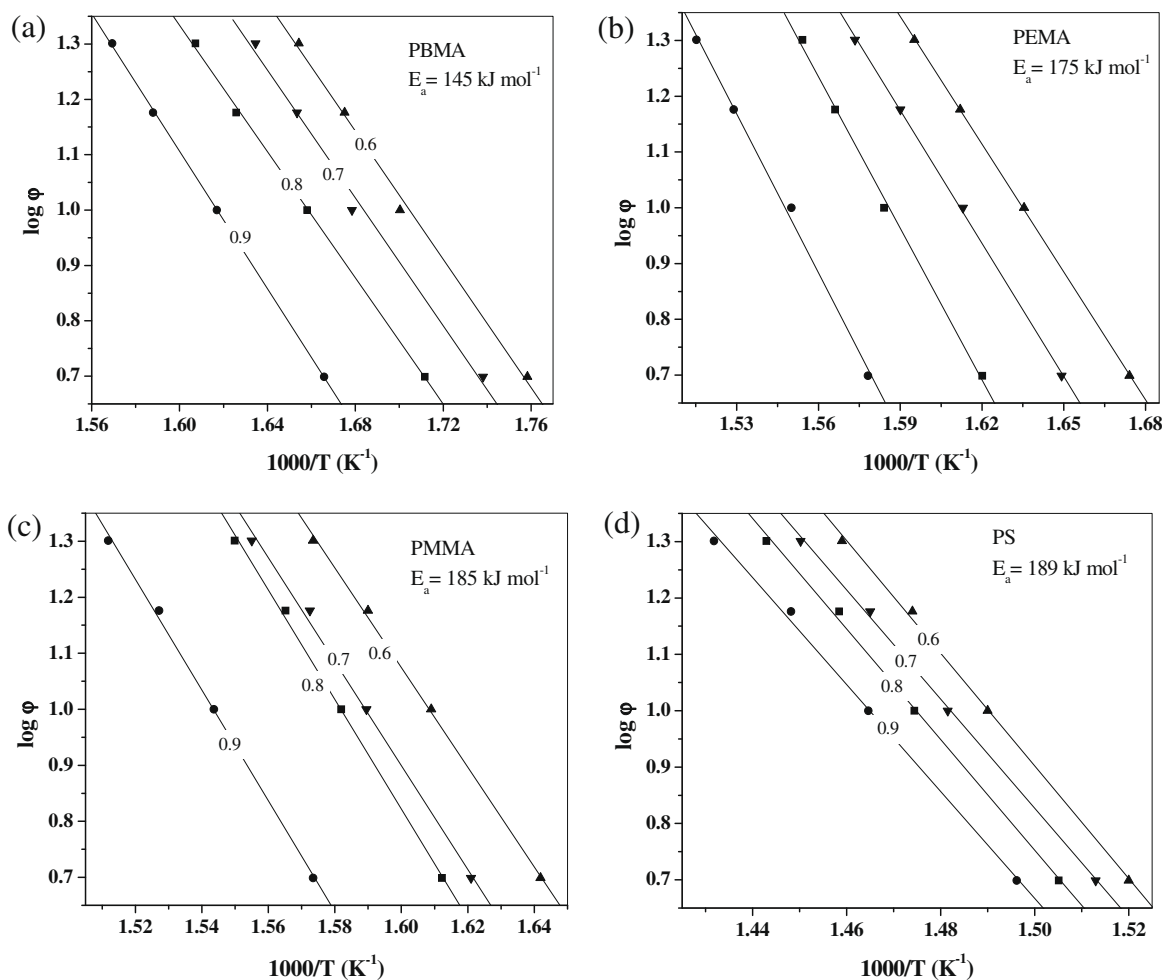 (a)
PBMA
Eₐ = 145 kJ mol⁻¹
1.3
1.2
1.1
1.0
0.9
0.8
0.7
log φ
0.6
0.7
0.8
0.9
1.56 1.60 1.64 1.68 1.72 1.76
1000/T (K⁻¹)
(b)
PEMA
Eₐ = 175 kJ mol⁻¹
1.3
1.2
1.1
1.0
0.9
0.8
0.7
log φ
1.53 1.56 1.59 1.62 1.65 1.68
1000/T (K⁻¹)
(c)
PMMA
Eₐ = 185 kJ mol⁻¹
1.3
1.2
1.1
1.0
0.9
0.8
0.7
log φ
0.6
0.7
0.8
0.9
1.52 1.54 1.56 1.58 1.60 1.62 1.64
1000/T (K⁻¹)
(d)
PS
Eₐ = 189 kJ mol⁻¹
1.3
1.2
1.1
1.0
0.9
0.8
0.7
log φ
0.6
0.7
0.8
0.9
1.44 1.46 1.48 1.50 1.52
1000/T (K⁻¹)